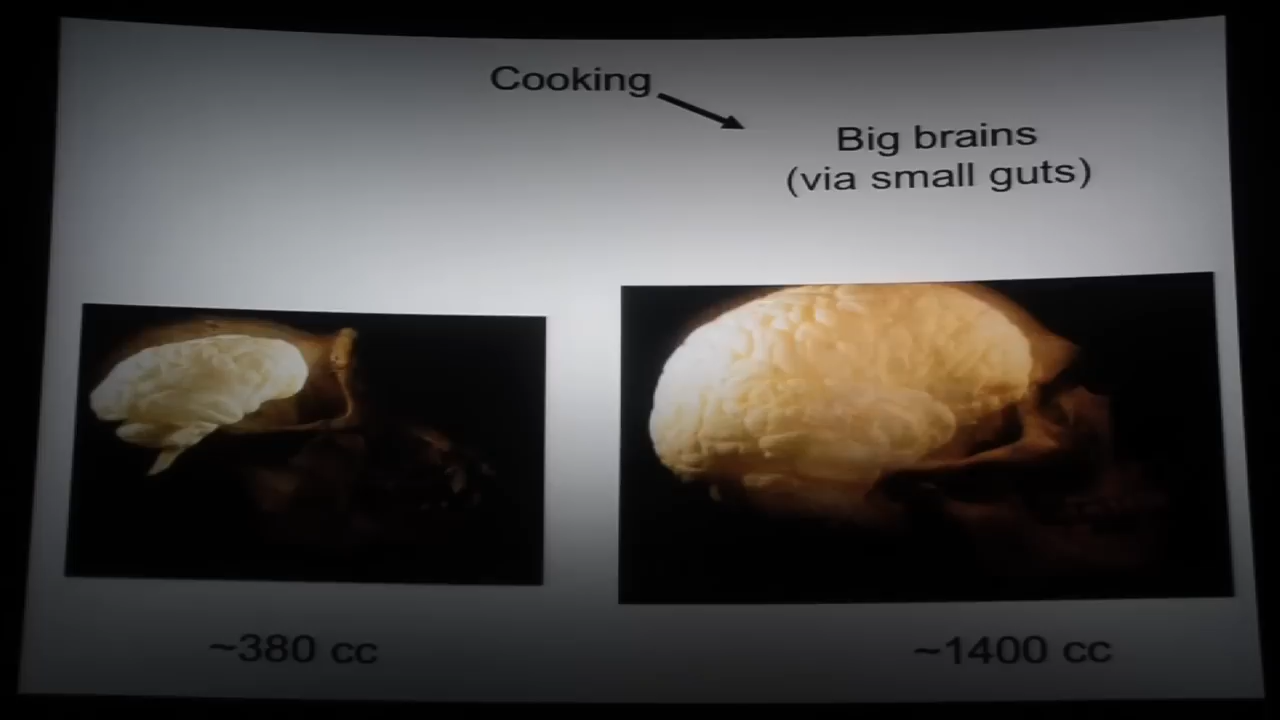 Cooking
Big brains
(via small guts)
~380 cc
~1400 cc